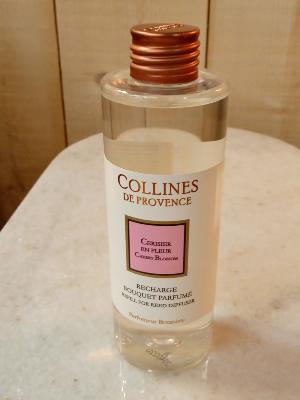 COLLINES
DE PROVENCE
CERISIER
EN FLEUR
CHERRY BLOSSOM
RECHARGE
BOUQUET PARFUMÉ
REFILL FOR REED DIFFUSER